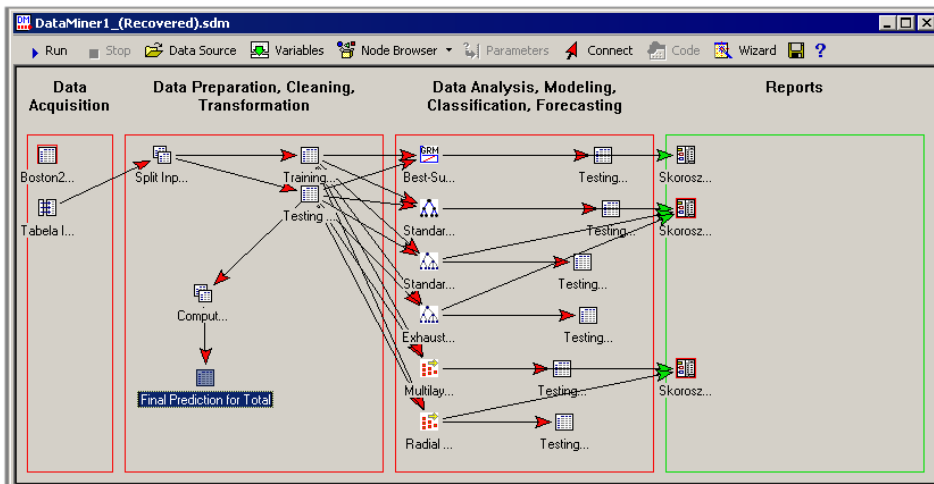 DataMiner1_(Recovered).sdm
Run Stop Data Source Variables Node Browser Parameters Connect Code Wizard ?
Data Acquisition
Data Preparation, Cleaning, Transformation
Data Analysis, Modeling, Classification, Forecasting
Reports
Boston2...
Tabela I...
Split Inp...
Training...
Testing ...
Comput...
Final Prediction for Total
GRM
Best-Su...
Testing...
Skorosz...
Standar...
Testing...
Skorosz...
Standar...
Testing...
Exhaust...
Testing...
Multilay...
Testing...
Skorosz...
Radial ...
Testing...